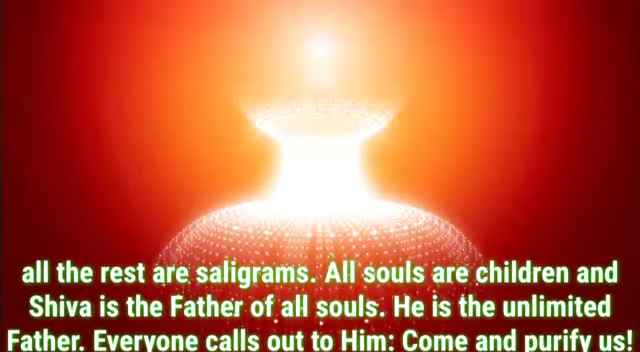 all the rest are saligrams. All souls are children and
Shiva is the Father of all souls. He is the unlimited
Father. Everyone calls out to Him: Come and purify us!